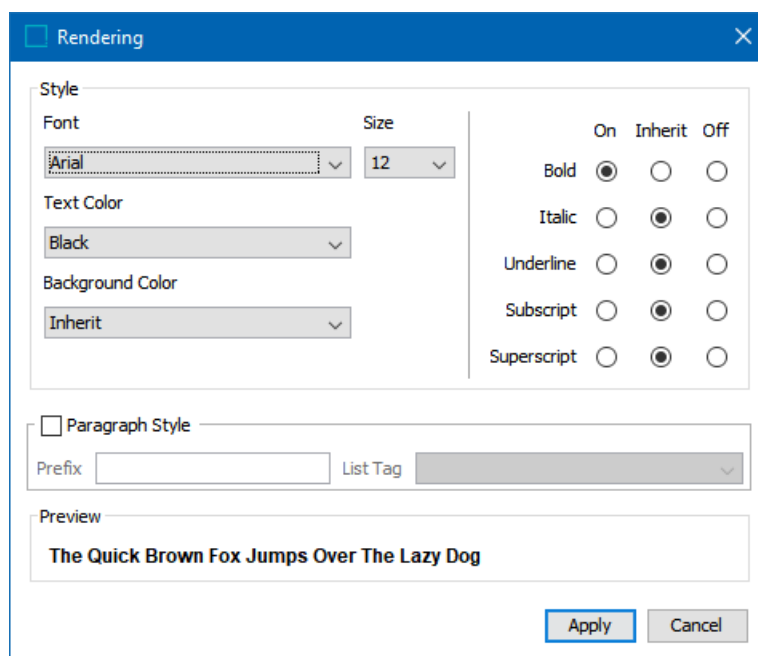 Rendering
Style
Font
Size
Arial
12
Text Color
Black
Background Color
Inherit
On Inherit Off
Bold
Italic
Underline
Subscript
Superscript
Paragraph Style
Prefix
List Tag
Preview
The Quick Brown Fox Jumps Over The Lazy Dog
Apply
Cancel